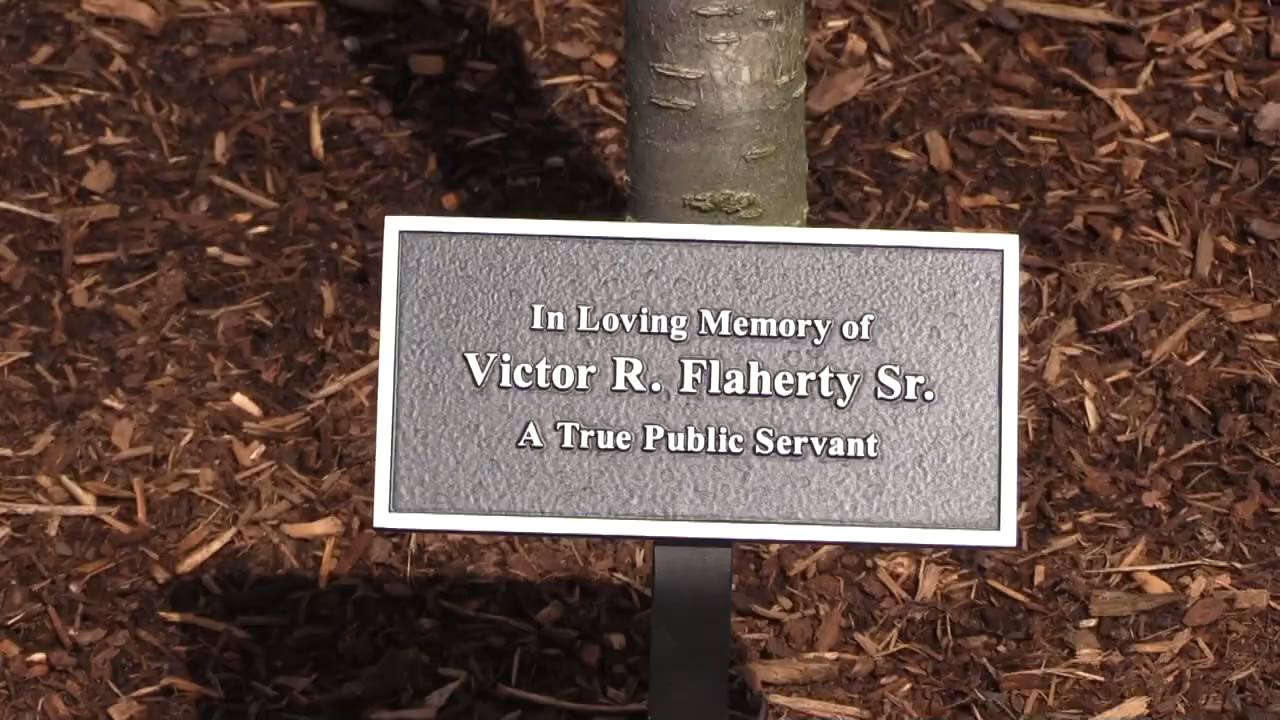 In Loving Memory of
Victor R. Flaherty Sr.
A True Public Servant